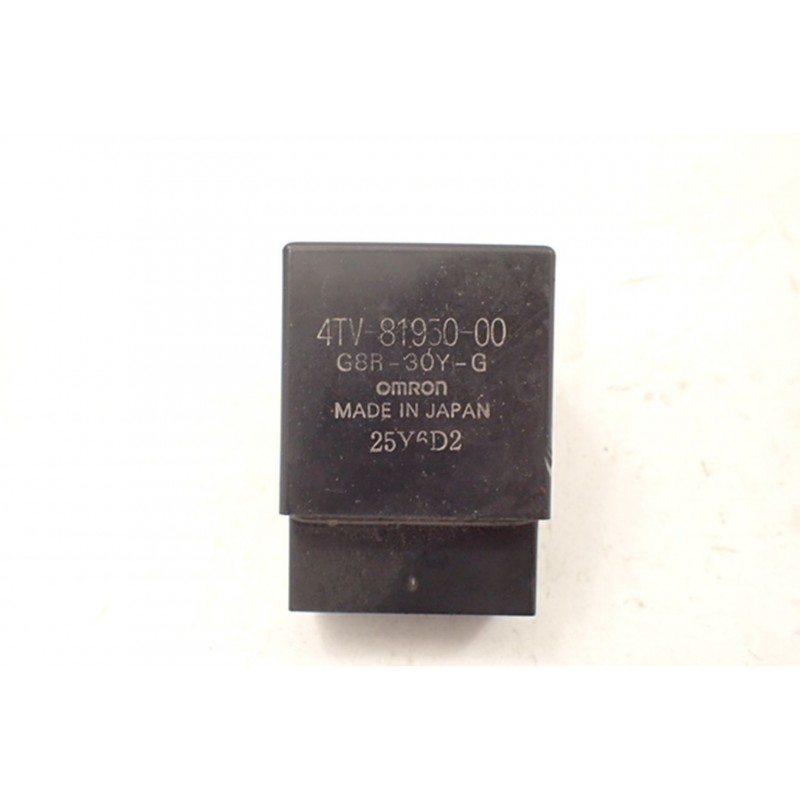 4TV-81950-00
G8R-30Y-G
OMRON
MADE IN JAPAN
25Y6D2